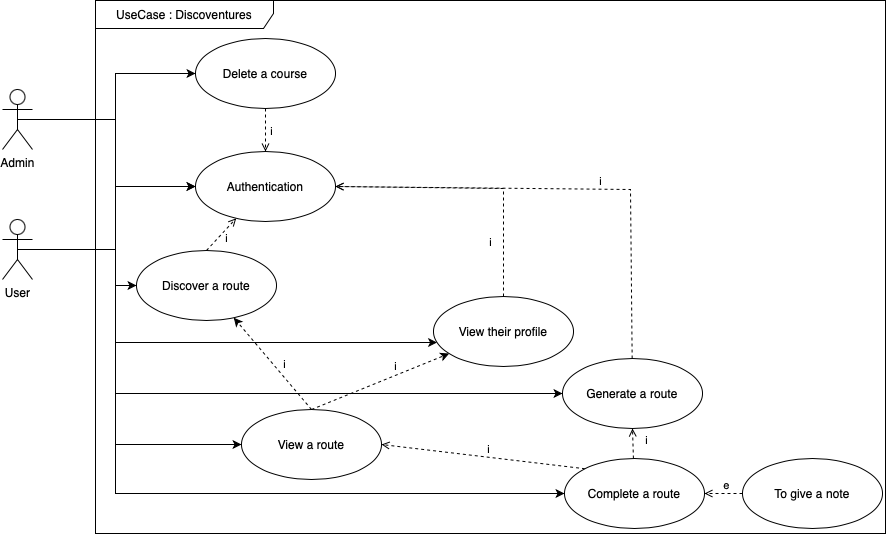 UseCase : Discoventures
Delete a course
i
Admin
Authentication
i
i
User
i
Discover a route
View their profile
i
i
Generate a route
View a route
i
i
Complete a route
e
To give a note